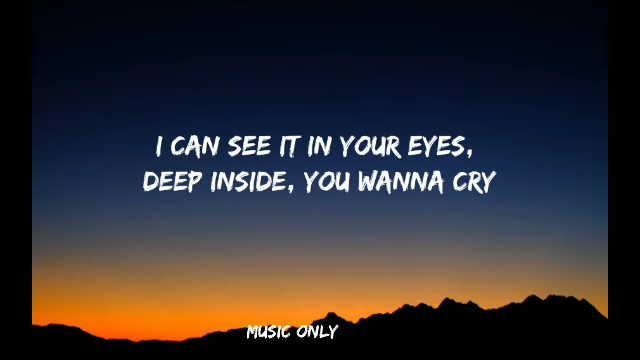 I CAN SEE IT IN YOUR EYES,
DEEP INSIDE, YOU WANNA CRY
MUSIC ONLY